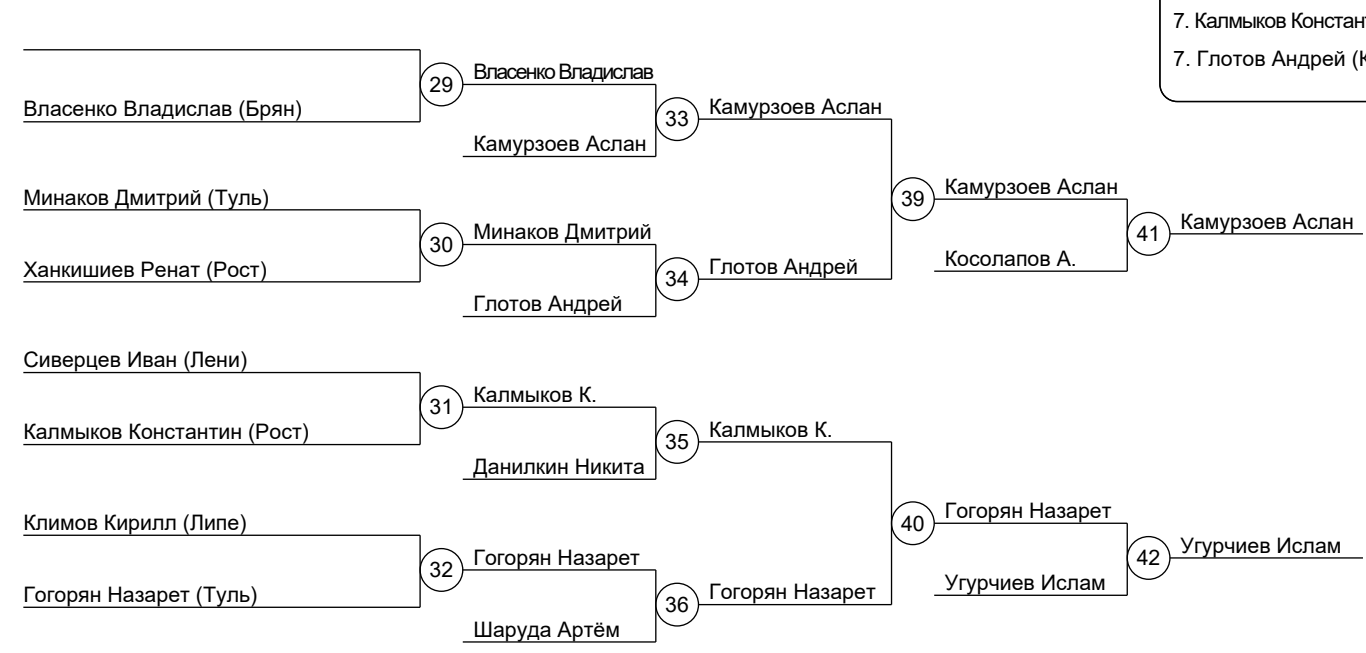 7. Калмыков Констан
7. Глотов Андрей (К
29
Власенко Владислав
Власенко Владислав (Брян)
33
Камурзоев Аслан
Камурзоев Аслан
Минаков Дмитрий (Туль)
39
Камурзоев Аслан
30
Минаков Дмитрий
41
Камурзоев Аслан
Ханкишиев Ренат (Рост)
34
Глотов Андрей
Косолапов А.
Глотов Андрей
Сиверцев Иван (Лени)
31
Калмыков К.
Калмыков Константин (Рост)
35
Калмыков К.
Данилкин Никита
Климов Кирилл (Липе)
40
Гогорян Назарет
32
Гогорян Назарет
42
Угурчиев Ислам
Гогорян Назарет (Туль)
36
Гогорян Назарет
Угурчиев Ислам
Шаруда Артём